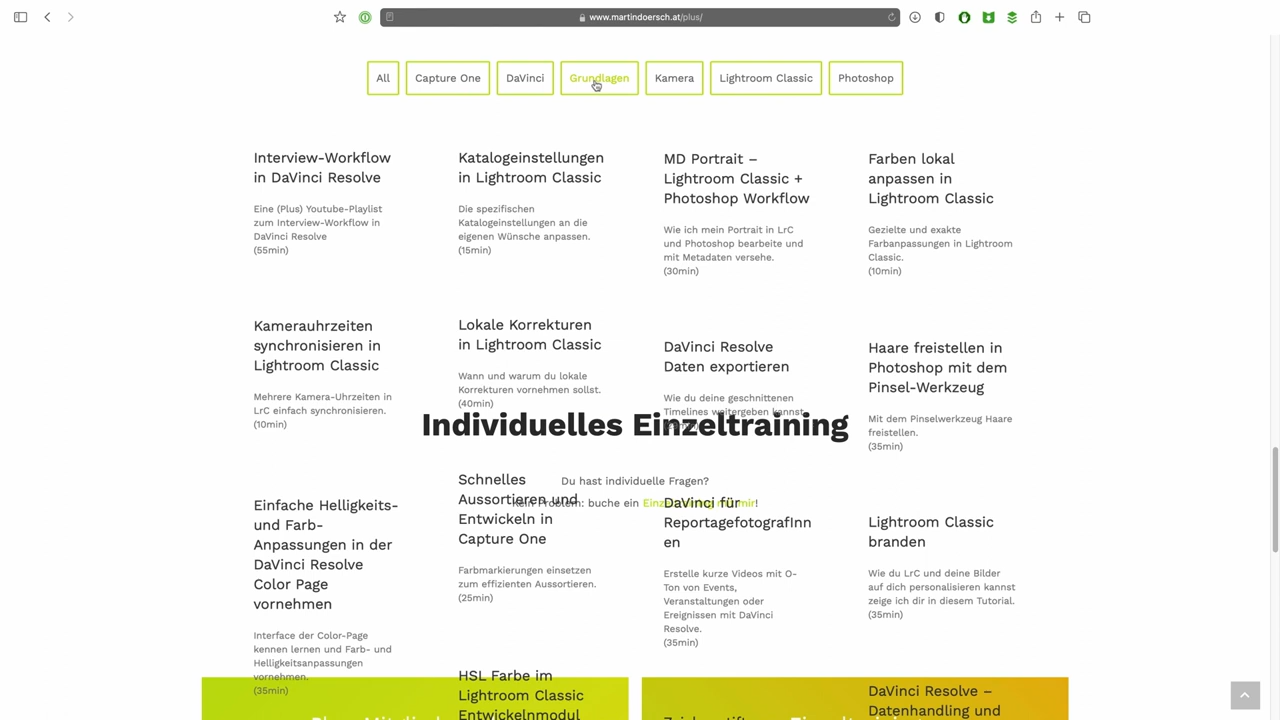 www.martindoersch.at/plus/
All
Capture One
DaVinci
Grundlagen
Kamera
Lightroom Classic
Photoshop
Interview-Workflow
in DaVinci Resolve
Eine (Plus) Youtube-Playlist
zum Interview-Workflow in
DaVinci Resolve
(55min)
Katalogeinstellungen
in Lightroom Classic
Die spezifischen
Katalogeinstellungen an die
eigenen Wünsche anpassen.
(15min)
MD Portrait –
Lightroom Classic +
Photoshop Workflow
Wie ich mein Portrait in LrC
und Photoshop bearbeite und
mit Metadaten versehe.
(30min)
Farben lokal
anpassen in
Lightroom Classic
Gezielte und exakte
Farbanpassungen in Lightroom
Classic.
(10min)
Kamerauhrzeiten
synchronisieren in
Lightroom Classic
Mehrere Kamera-Uhrzeiten in
LrC einfach synchronisieren.
(10min)
Lokale Korrekturen
in Lightroom Classic
Wann und warum du lokale
Korrekturen vornehmen sollst.
(40min)
DaVinci Resolve
Daten exportieren
Wie du deine geschnittenen
Timelines weitergeben kannst
Haare freistellen in
Photoshop mit dem
Pinsel-Werkzeug
Mit dem Pinselwerkzeug Haare
freistellen.
(35min)
Individuelles Einzeltraining
Du hast individuelle Fragen?
Kein Problem: buche ein Einzeltraining mit mir!
Einfache Helligkeits-
und Farb-
Anpassungen in der
DaVinci Resolve
Color Page
vornehmen
Interface der Color-Page
kennen lernen und Farb- und
Helligkeitsanpassungen
vornehmen.
(35min)
Schnelles
Aussortieren und
Entwickeln in
Capture One
Farbmarkierungen einsetzen
zum effizienten Aussortieren.
(25min)
DaVinci für
ReportagefotografInn
en
Erstelle kurze Videos mit O-
Ton von Events,
Veranstaltungen oder
Ereignissen mit DaVinci
Resolve.
(35min)
Lightroom Classic
branden
Wie du LrC und deine Bilder
auf dich personalisieren kannst
zeige ich dir in diesem Tutorial.
(35min)
HSL Farbe im
Lightroom Classic
Entwickelnmodul
DaVinci Resolve –
Datenhandling und